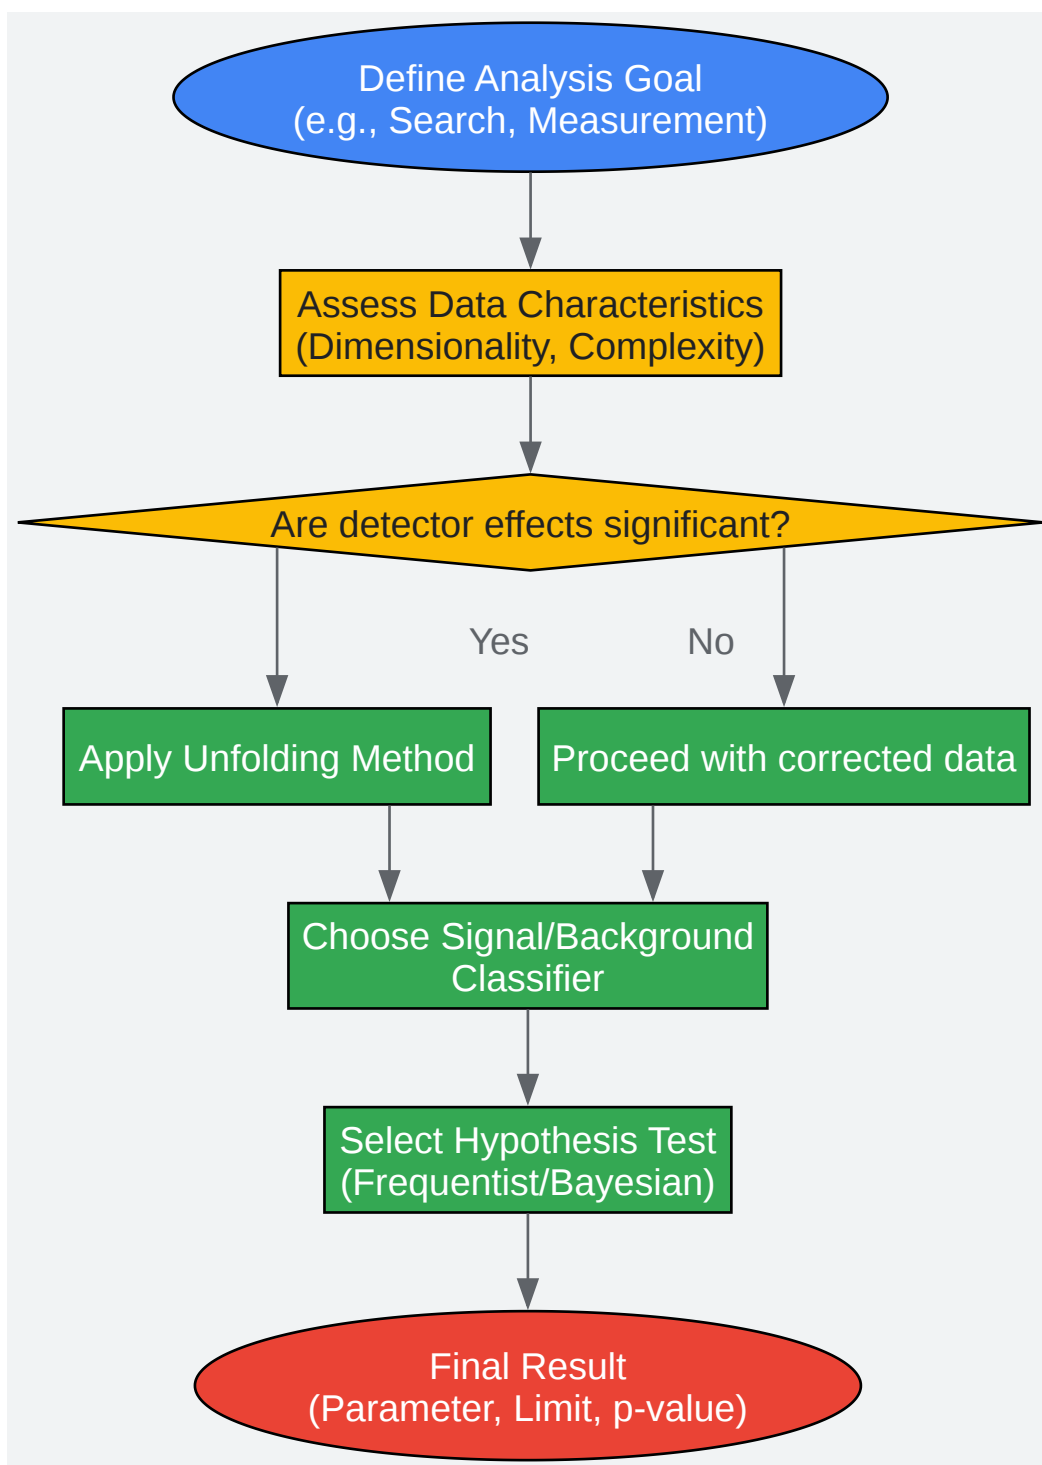 Define Analysis Goal
(e.g., Search, Measurement)
Assess Data Characteristics
(Dimensionality, Complexity)
Are detector effects significant?
Yes
No
Apply Unfolding Method
Proceed with corrected data
Choose Signal/Background
Classifier
Select Hypothesis Test
(Frequentist/Bayesian)
Final Result
(Parameter, Limit, p-value)